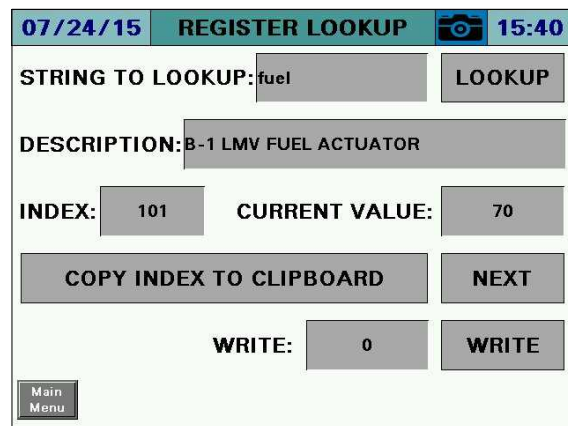 07/24/15 REGISTER LOOKUP 15:40
STRING TO LOOKUP: fuel LOOKUP
DESCRIPTION: B-1 LMV FUEL ACTUATOR
INDEX: 101 CURRENT VALUE: 70
COPY INDEX TO CLIPBOARD NEXT
WRITE: 0 WRITE
Main
Menu